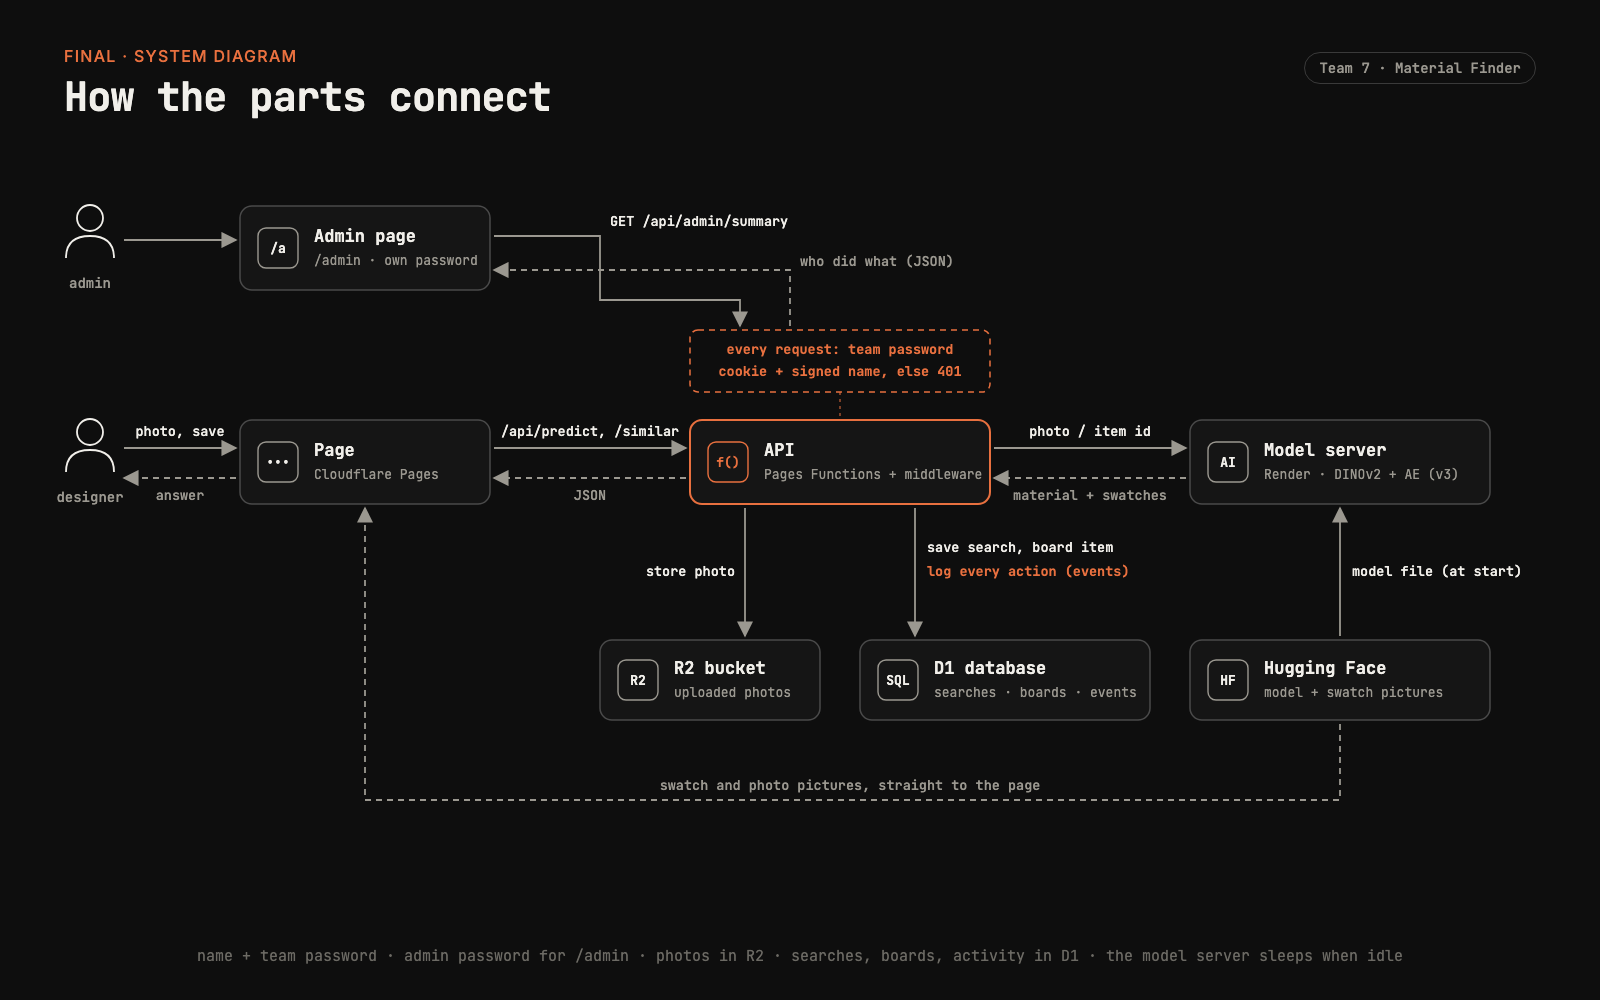 FINAL · SYSTEM DIAGRAM
How the parts connect
Team 7 · Material Finder
admin
/a
Admin page
/admin · own password
GET /api/admin/summary
who did what (JSON)
every request: team password
cookie + signed name, else 401
designer
photo, save
answer
•••
Page
Cloudflare Pages
/api/predict, /similar
JSON
f()
API
Pages Functions + middleware
photo / item id
material + swatches
AI
Model server
Render · DINOv2 + AE (v3)
store photo
save search, board item
log every action (events)
model file (at start)
R2
R2 bucket
uploaded photos
SQL
D1 database
searches · boards · events
HF
Hugging Face
model + swatch pictures
swatch and photo pictures, straight to the page
name + team password · admin password for /admin · photos in R2 · searches, boards, activity in D1 · the model server sleeps when idle